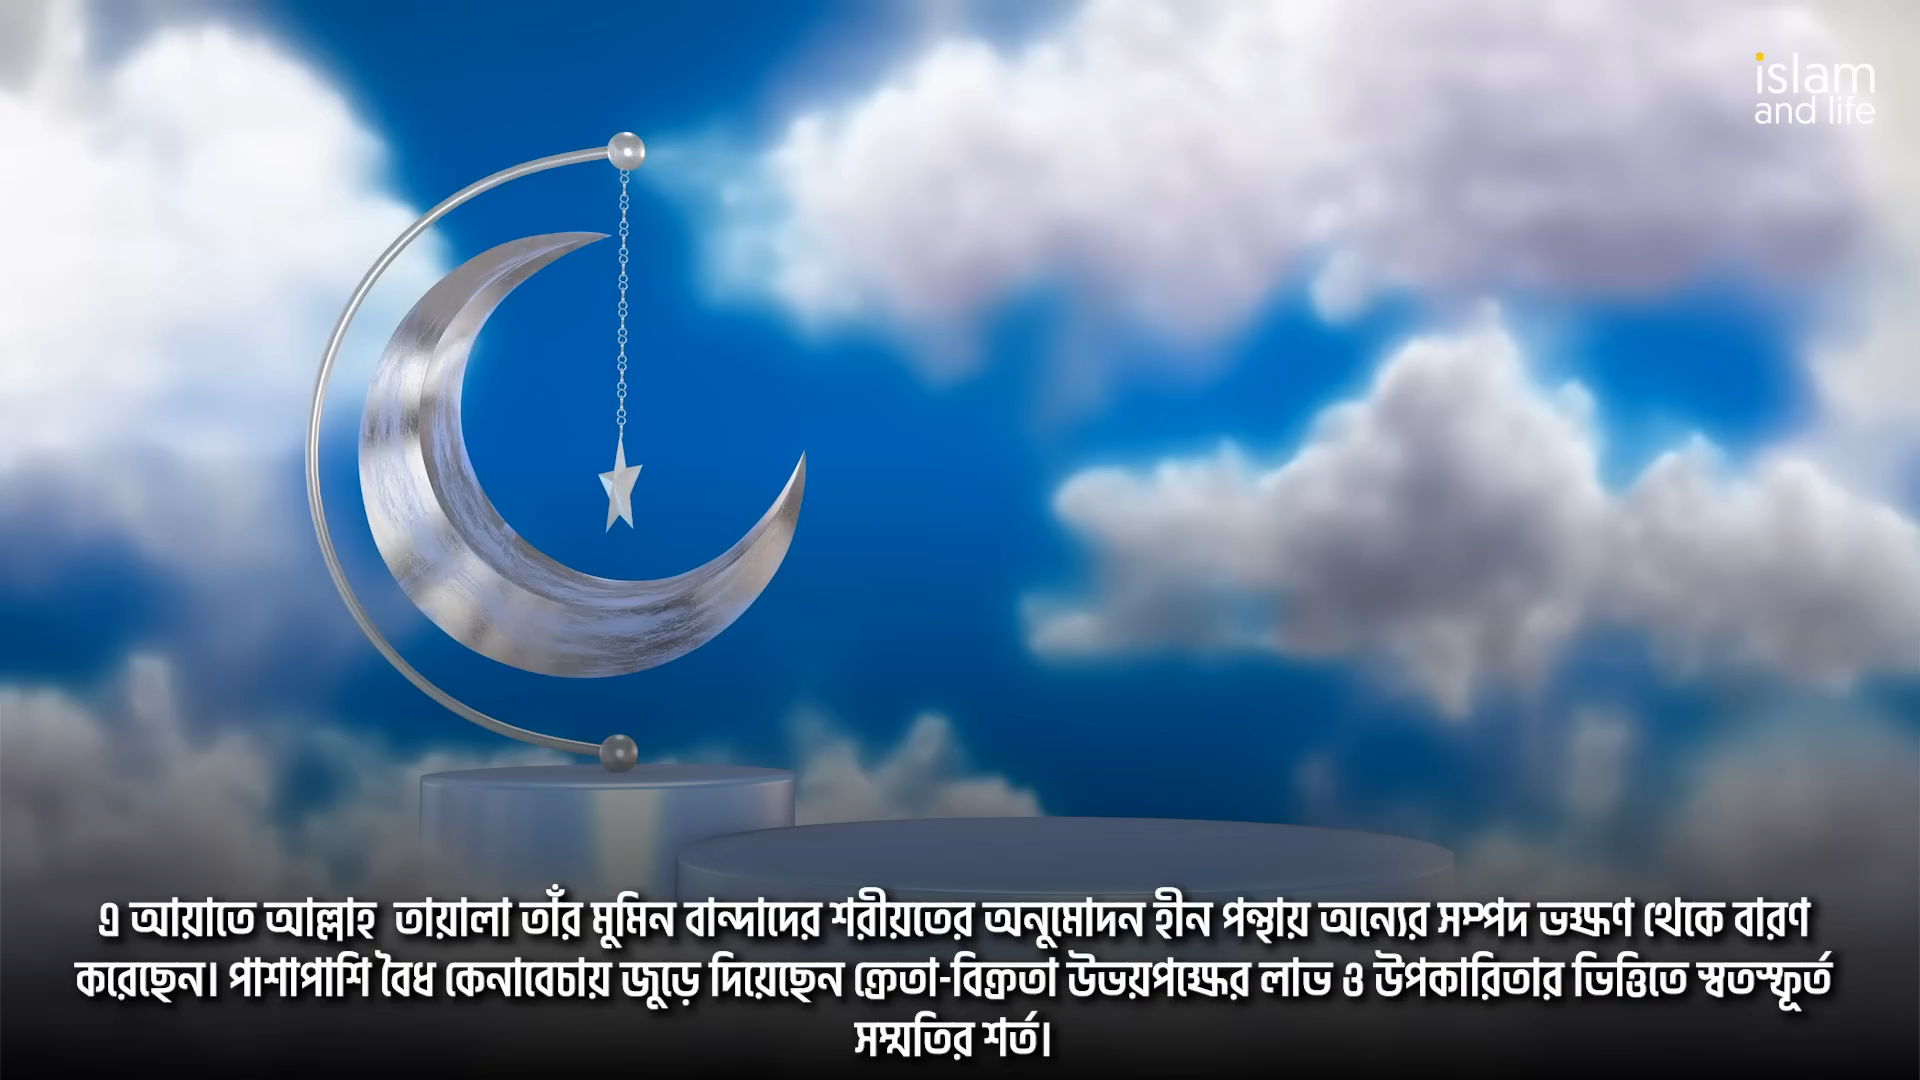 islam
and life
এ আয়াতে আল্লাহ তায়ালা তাঁর মুমিন বান্দাদের শরীয়তের অনুমোদন হীন পন্থায় অন্যের সম্পদ ভক্ষণ থেকে বারণ
করেছেন। পাশাপাশি বৈধ কেনাবেচায় জুড়ে দিয়েছেন ক্রেতা-বিক্রতা উভয়পক্ষের লাভ ও উপকারিতার ভিত্তিতে স্বতস্ফূর্ত
সম্মতির শর্ত।